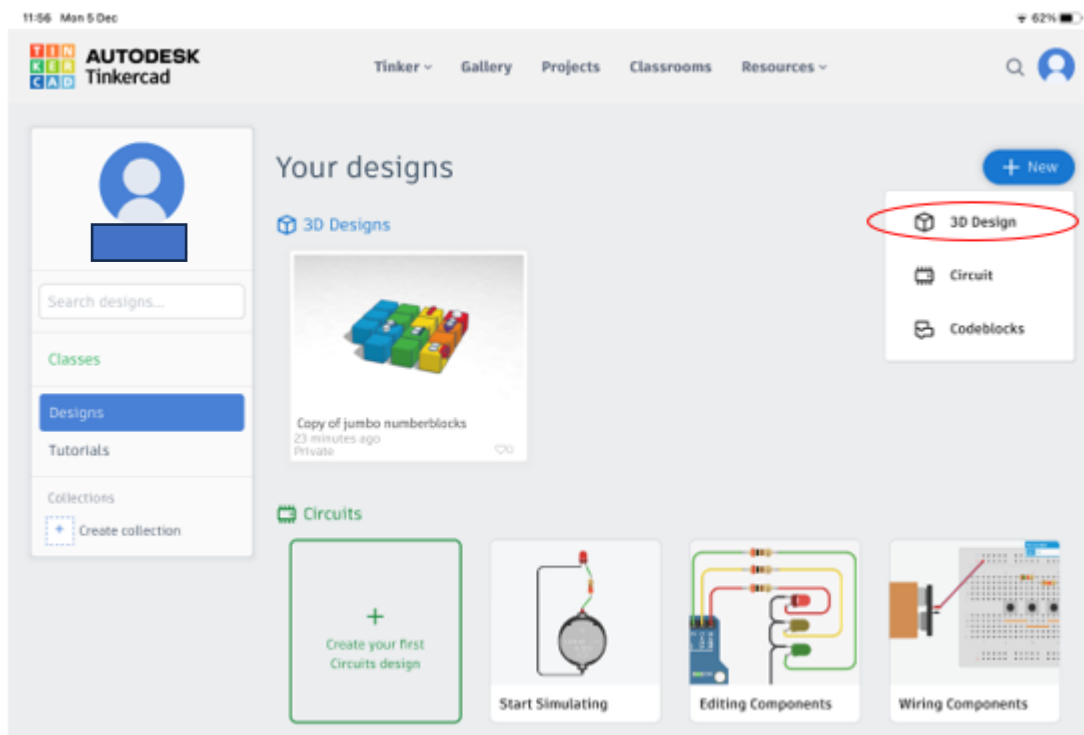 11:56 Mon 5 Dec
62%
TIN
KER
CAD
AUTODESK
Tinkercad
Tinker
Gallery
Projects
Classrooms
Resources
Your designs
+ New
3D Design
Circuit
Codeblocks
3D Designs
Copy of jumbo numberblocks
23 minutes ago
Private
0
Search designs...
Classes
Designs
Tutorials
Collections
+ Create collection
Circuits
+
Create your first
Circuits design
Start Simulating
Editing Components
Wiring Components